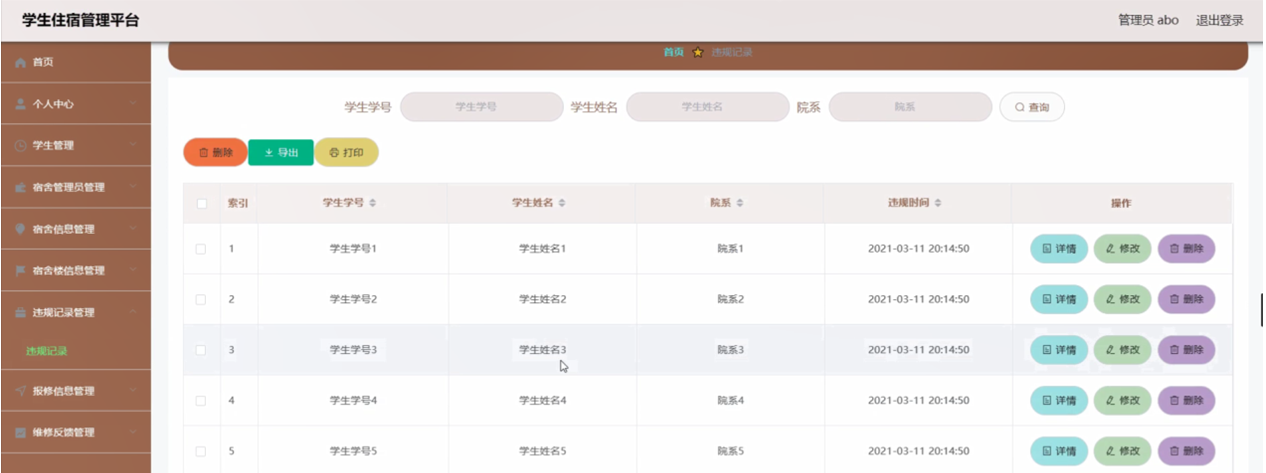 学生住宿管理平台
管理员 abo 退出登录
首页
个人中心
学生管理
宿舍管理员管理
宿舍信息管理
宿舍楼信息管理
违规记录管理
违规记录
报修信息管理
维修反馈管理
首页 违规记录
学生学号 学生学号 学生姓名 学生姓名 院系 院系 查询
删除 导出 打印
索引 学生学号 学生姓名 院系 违规时间 操作
1 学生学号1 学生姓名1 院系1 2021-03-11 20:14:50 详情 修改 删除
2 学生学号2 学生姓名2 院系2 2021-03-11 20:14:50 详情 修改 删除
3 学生学号3 学生姓名3 院系3 2021-03-11 20:14:50 详情 修改 删除
4 学生学号4 学生姓名4 院系4 2021-03-11 20:14:50 详情 修改 删除
5 学生学号5 学生姓名5 院系5 2021-03-11 20:14:50 详情 修改 删除